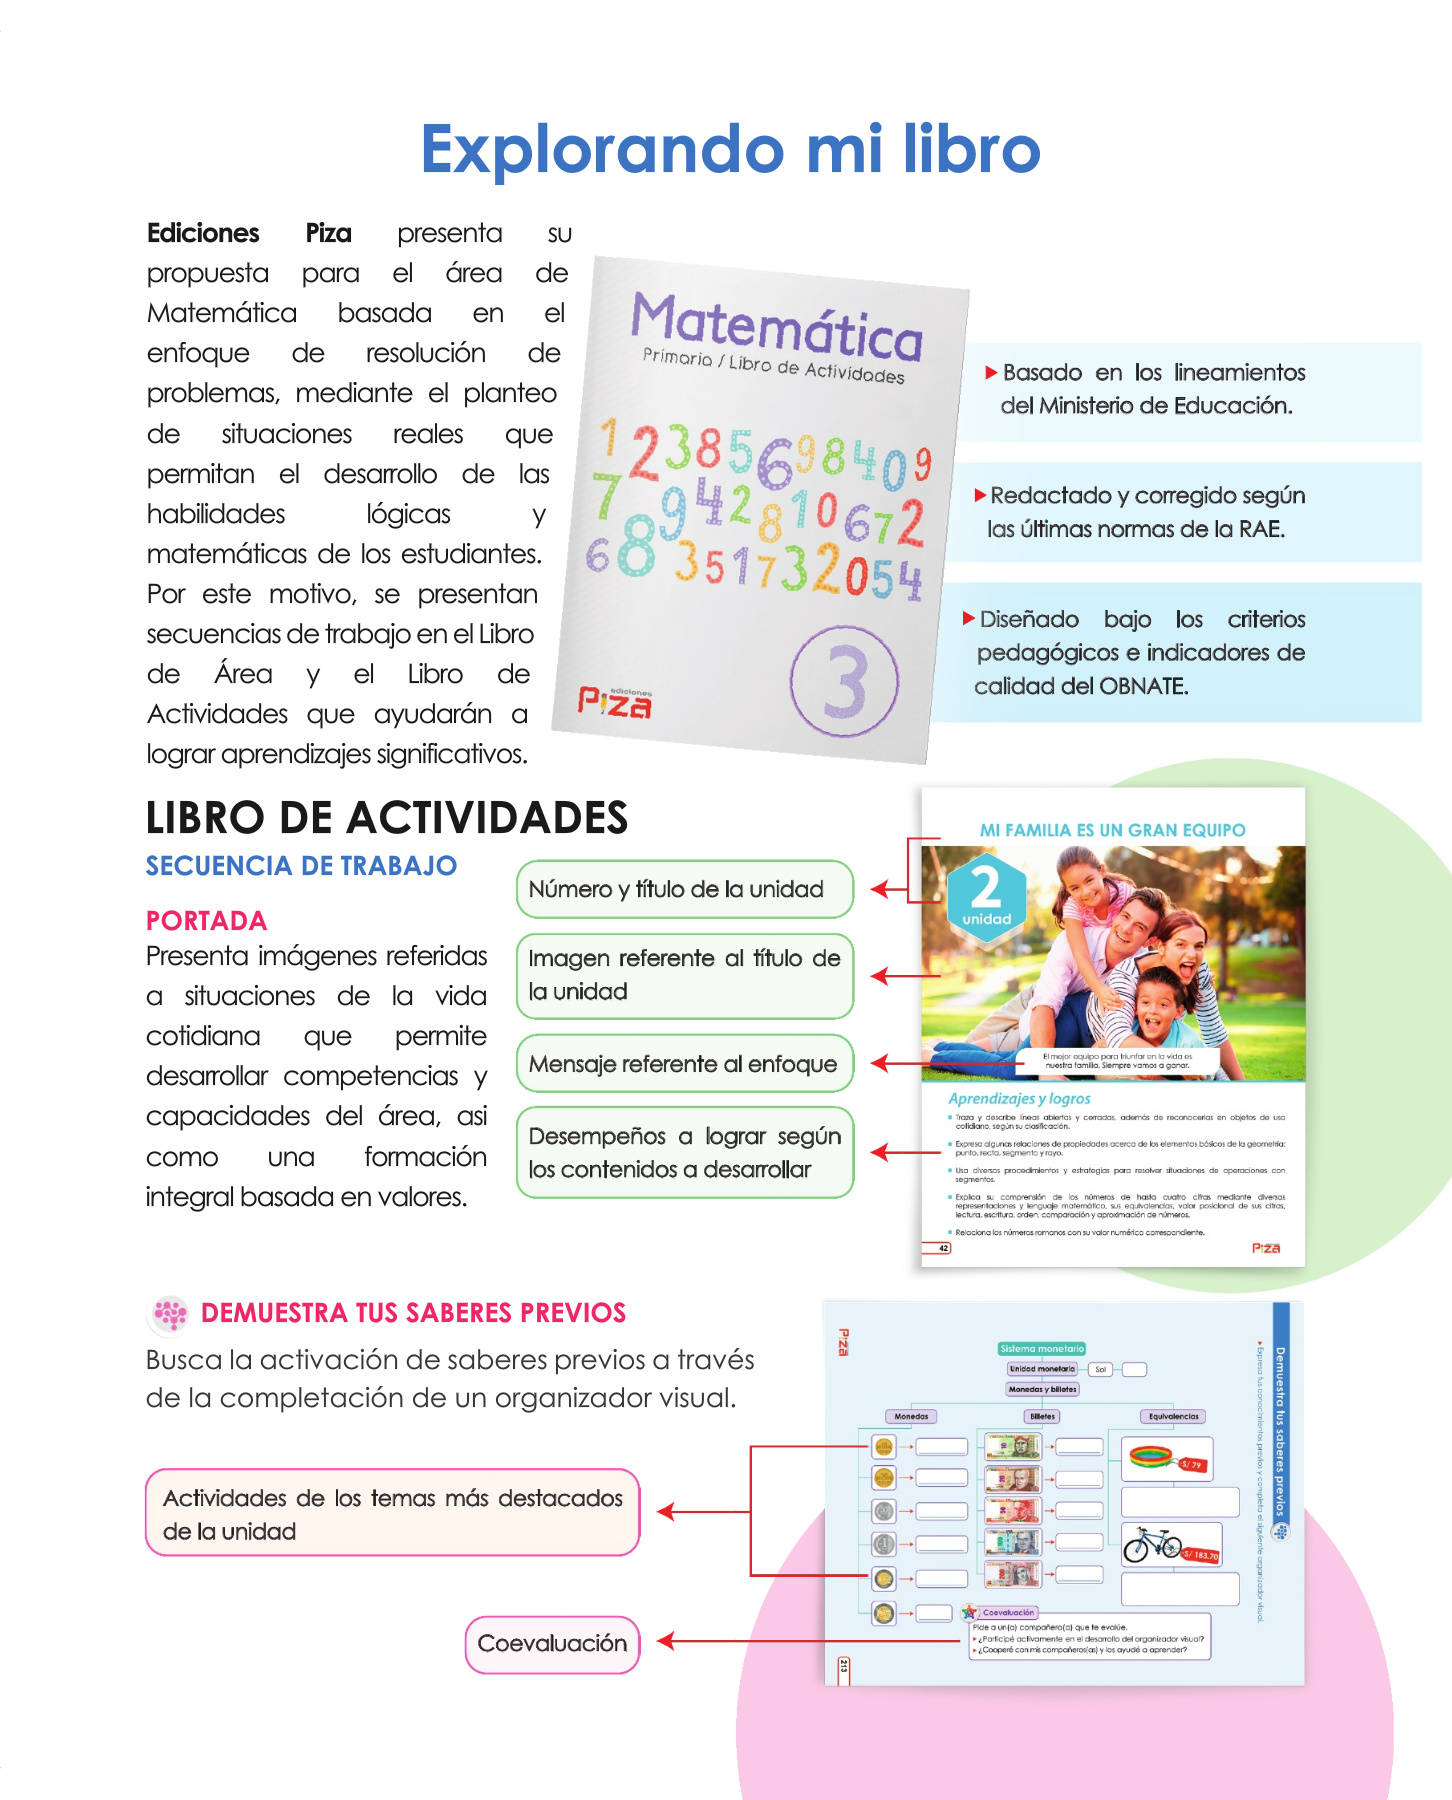 Explorando mi libro
Ediciones Piza presenta su
propuesta para el área de
Matemática basada en el
enfoque de resolución de
problemas, mediante el planteo
de situaciones reales que
permitan el desarrollo de las
habilidades lógicas y
matemáticas de los estudiantes.
Por este motivo, se presentan
secuencias de trabajo en el Libro
de Área y el Libro de
Actividades que ayudarán a
lograr aprendizajes significativos.
Matemática
Primaria / Libro de Actividades
1 2 3 8 5 6 9 8 4 0 9
7 9 4 2 8 1 0 6 7 2
6 8 3 5 1 7 3 2 0 5 4
3
ediciones
Piza
Basado en los lineamientos
del Ministerio de Educación.
Redactado y corregido según
las últimas normas de la RAE.
Diseñado bajo los criterios
pedagógicos e indicadores de
calidad del OBNATE.
LIBRO DE ACTIVIDADES
SECUENCIA DE TRABAJO
PORTADA
Presenta imágenes referidas
a situaciones de la vida
cotidiana que permite
desarrollar competencias y
capacidades del área, asi
como una formación
integral basada en valores.
Número y título de la unidad
Imagen referente al título de
la unidad
Mensaje referente al enfoque
Desempeños a lograr según
los contenidos a desarrollar
MI FAMILIA ES UN GRAN EQUIPO
2
unidad
El mejor equipo para triunfar en la vida es
nuestra familia. Siempre vamos a ganar.
Aprendizajes y logros
Traza y describe líneas abiertas y cerradas, además de reconocerlas en objetos de uso
cotidiano, según su clasificación.
Expresa algunas relaciones de propiedades acerca de los elementos básicos de la geometría:
punto, recta, segmento y rayo.
Usa diversos procedimientos y estrategias para resolver situaciones de operaciones con
segmentos.
Explica su comprensión de los números de hasta cuatro cifras mediante diversas
representaciones y lenguaje matemático, sus equivalencias, valor posicional de sus cifras,
lectura, escritura, orden, comparación y aproximación de números.
Relaciona los números romanos con su valor numérico correspondiente.
42
Piza
DEMUESTRA TUS SABERES PREVIOS
Busca la activación de saberes previos a través
de la completación de un organizador visual.
Actividades de los temas más destacados
de la unidad
Coevaluación
Piza
Demuestra tus saberes previos
Expresa tus conocimientos previos y completa el siguiente organizador visual.
Sistema monetario
Unidad monetaria
Sol
Monedas y billetes
Monedas
Billetes
Equivalencias
S/ 79
S/ 183.70
Coevaluación
Pide a un(a) compañero(a) que te evalúe.
¿Participé activamente en el desarrollo del organizador visual?
¿Cooperé con mis compañeros(as) y los ayudé a aprender?
213